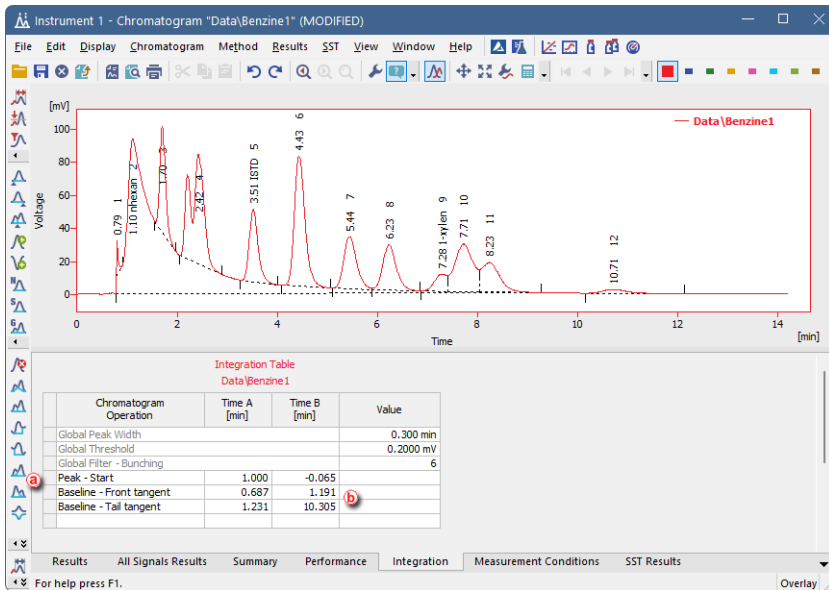 Instrument 1 - Chromatogram "Data\Benzine1" (MODIFIED)
File Edit Display Chromatogram Method Results SST View Window Help
[mV]
Data\Benzine1
100
80
60
40
20
0
Voltage
0.79 1
1.10 nhexan 2
1.70 3
2.42 4
3.51 ISTD 5
4.43 6
5.44 7
6.23 8
7.28 1-xylen 9
7.71 10
8.23 11
10.71 12
0 2 4 6 8 10 12 14
Time
[min]
Integration Table
Data\Benzine1
Chromatogram Operation Time A [min] Time B [min] Value
Global Peak Width 0.300 min
Global Threshold 0.2000 mV
Global Filter - Bunching 6
Peak - Start 1.000 -0.065
Baseline - Front tangent 0.687 1.191
Baseline - Tail tangent 1.231 10.305
a
b
Results All Signals Results Summary Performance Integration Measurement Conditions SST Results
For help press F1.
Overlay